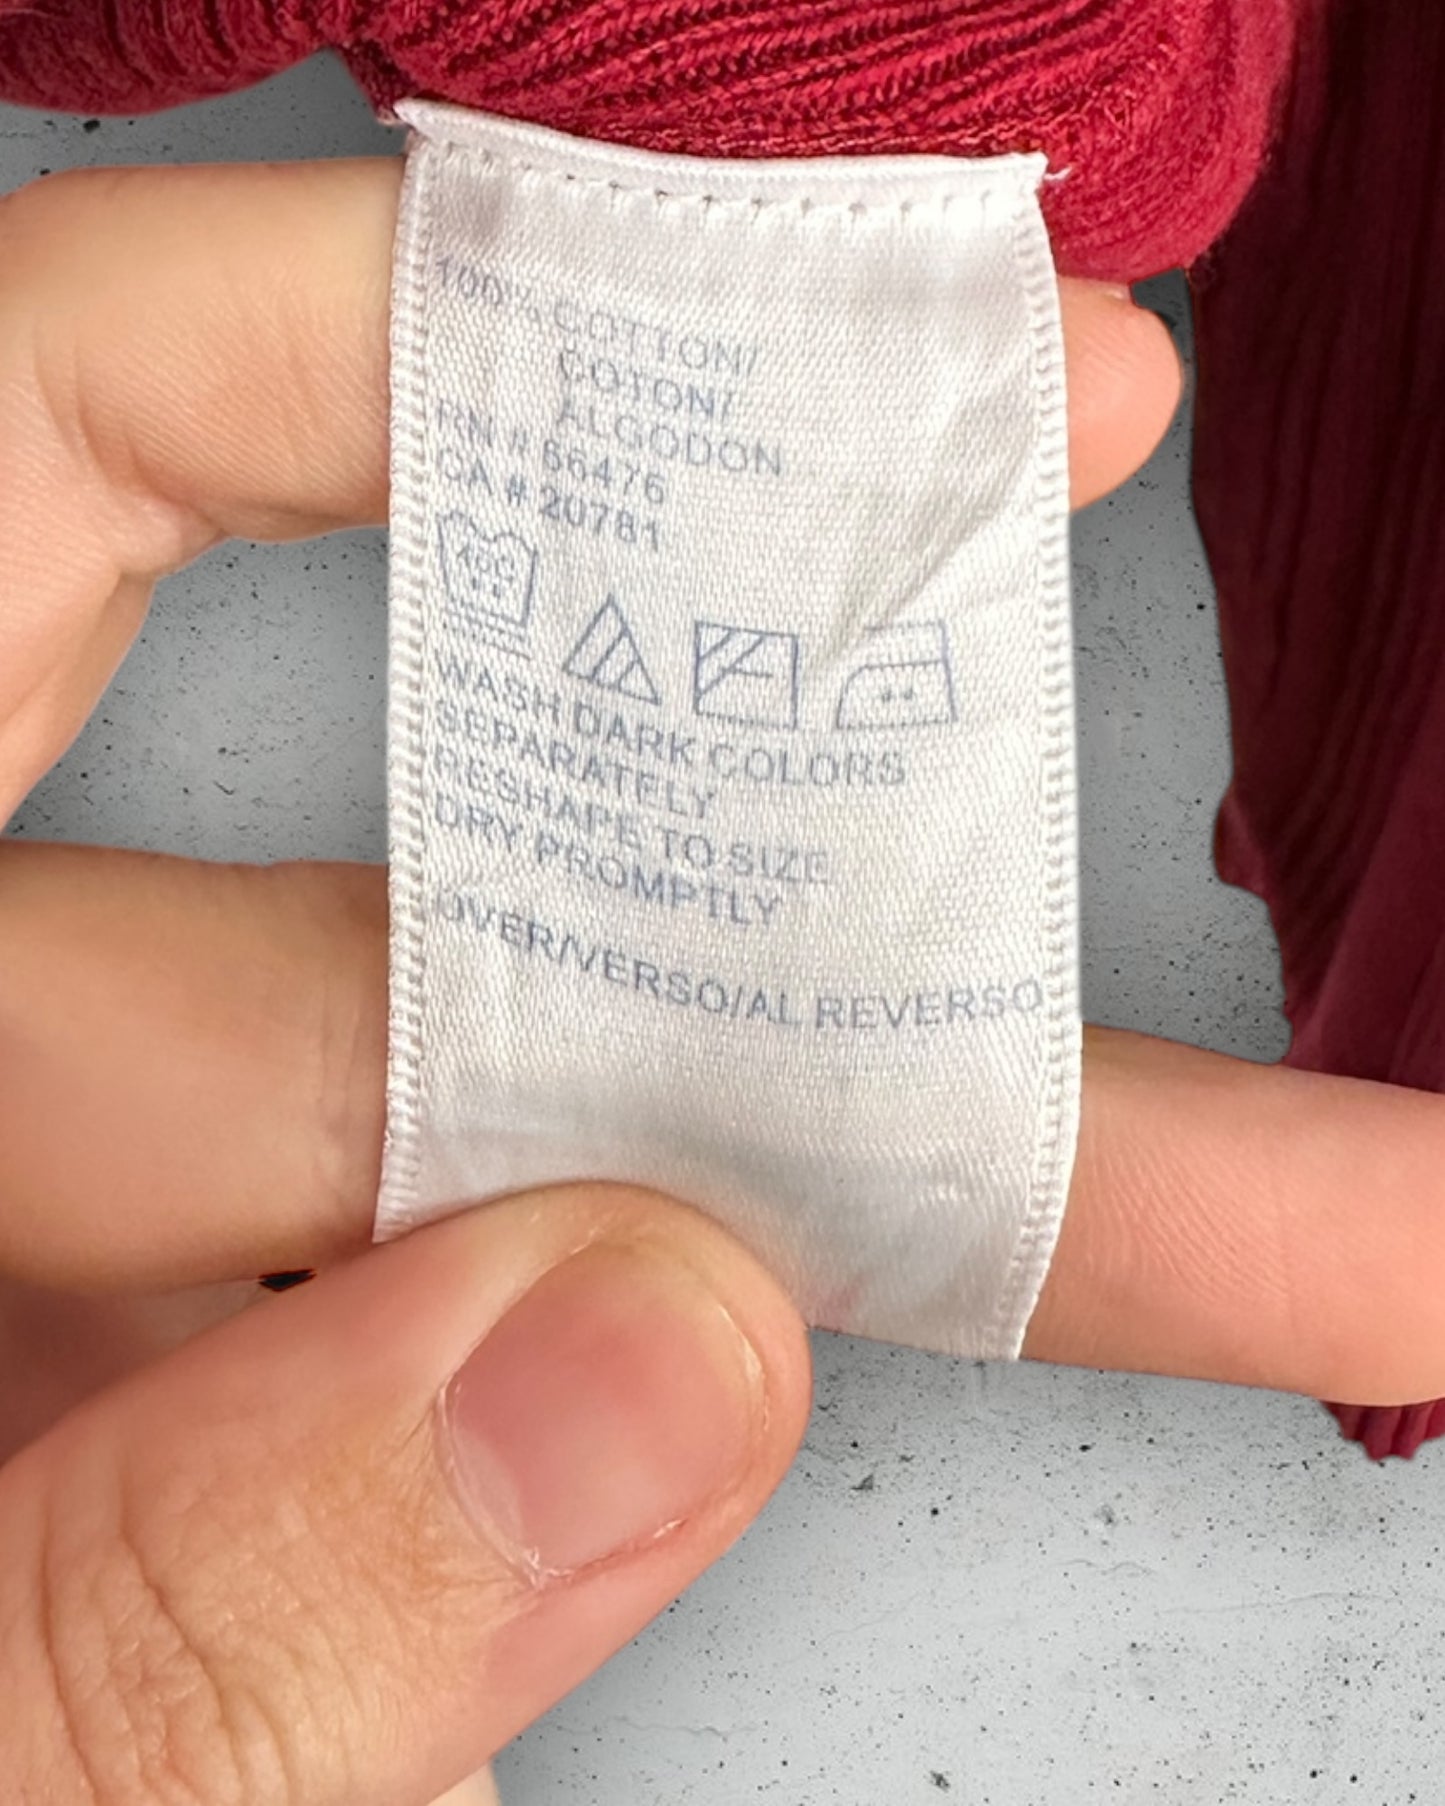 100% COTTON/
COTON/
ALGODON
RN # 66476
CA # 20781
40C
WASH DARK COLORS
SEPARATELY
RESHAPE TO SIZE
DRY PROMPTLY
OVER/VERSO/AL REVERSO